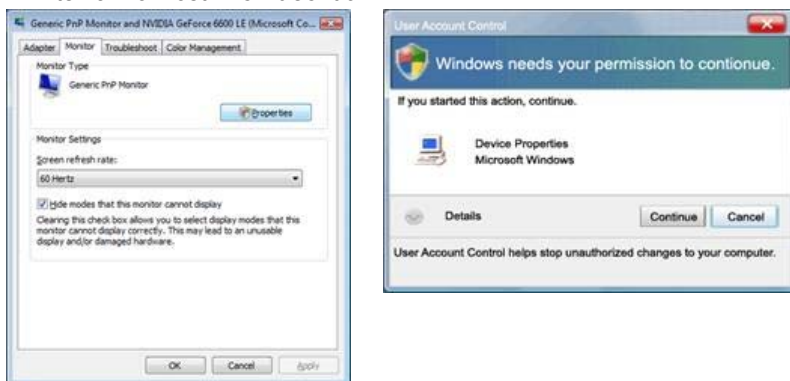 Generic PnP Monitor and NVIDIA GeForce 6600 LE (Microsoft Co...
Adapter Monitor Troubleshoot Color Management
Monitor Type
Generic PnP Monitor
Properties
Monitor Settings
Screen refresh rate:
60 Hertz
Hide modes that this monitor cannot display
Clearing this check box allows you to select display modes that this
monitor cannot display correctly. This may lead to an unusable
display and/or damaged hardware.
OK Cancel Apply
User Account Control
Windows needs your permission to contionue.
If you started this action, continue.
Device Properties
Microsoft Windows
Details Continue Cancel
User Account Control helps stop unauthorized changes to your computer.